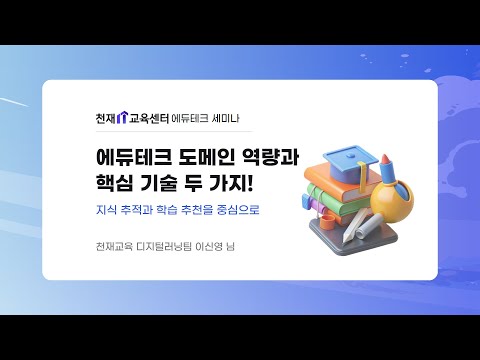 천재IT교육센터 에듀테크 세미나
에듀테크 도메인 역량과
핵심 기술 두 가지!
지식 추적과 학습 추천을 중심으로
천재교육 디지털러닝팀 이신영 님